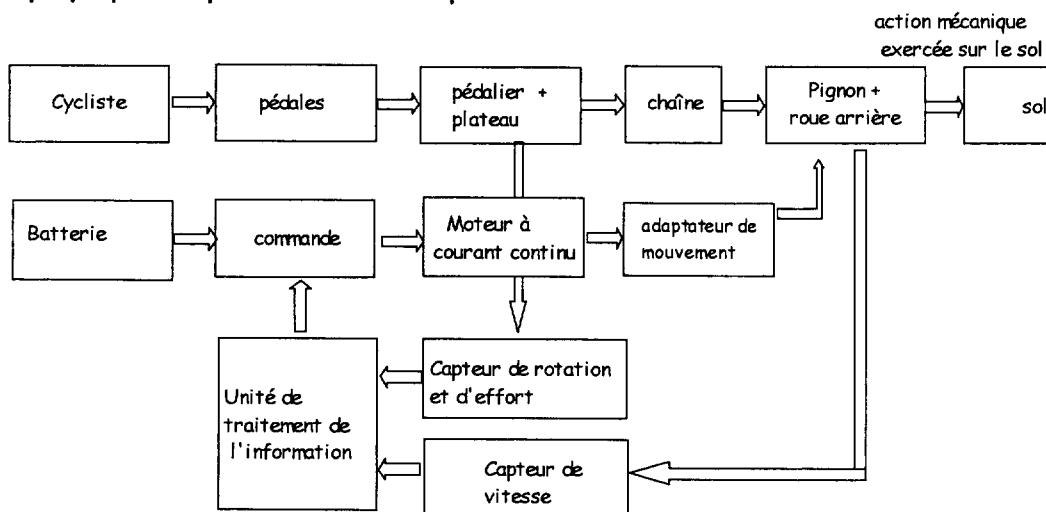 action mécanique
exercée sur le sol
Cycliste
pédales
pédalier +
plateau
chaîne
Pignon +
roue arrière
sol
Batterie
commande
Moteur à
courant continu
adaptateur de
mouvement
Unité de
traitement de
l'information
Capteur de rotation
et d'effort
Capteur de
vitesse